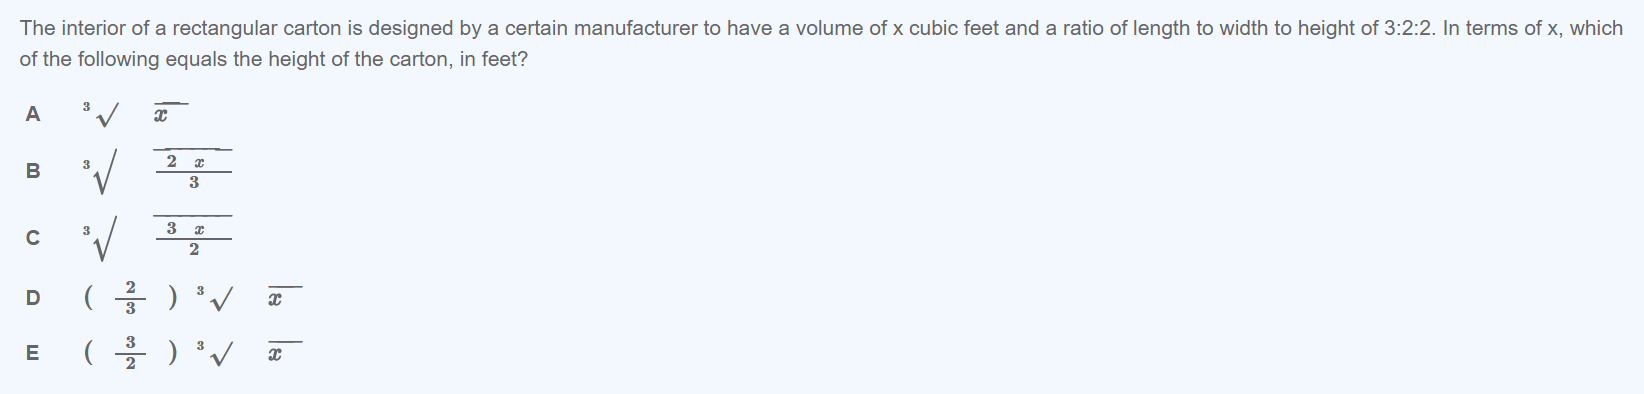 The interior of a rectangular carton is designed by a certain manufacturer to have a volume of x cubic feet and a ratio of length to width to height of 3:2:2. In terms of x, which
of the following equals the height of the carton, in feet?
A ∛x
B ∛(2x/3)
C ∛(3x/2)
D (2/3)∛x
E (3/2)∛x